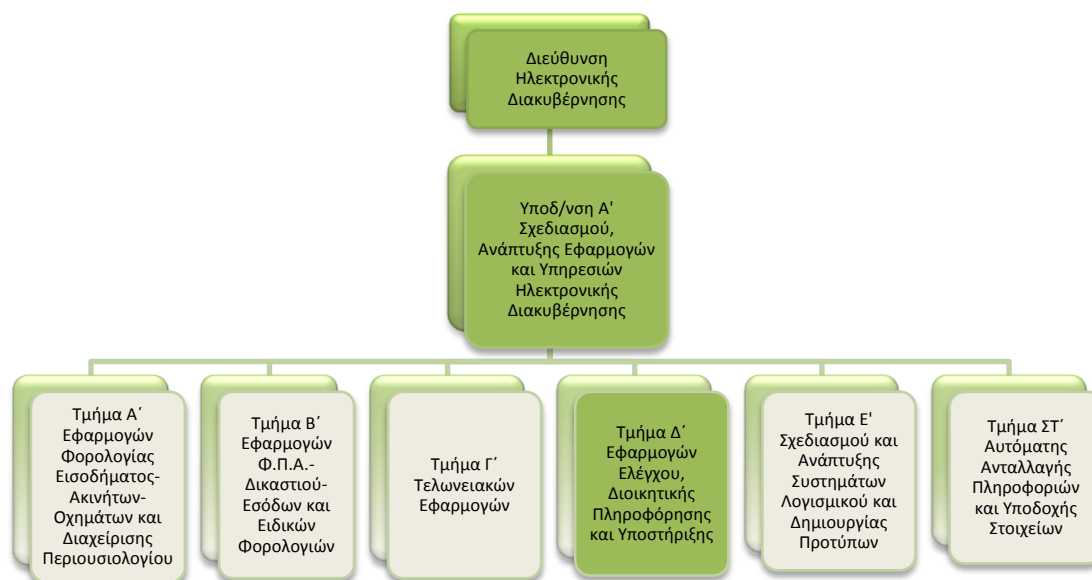 Διεύθυνση
Ηλεκτρονικής
Διακυβέρνησης
Υποδ/νση Α'
Σχεδιασμού,
Ανάπτυξης Εφαρμογών
και Υπηρεσιών
Ηλεκτρονικής
Διακυβέρνησης
Τμήμα Α΄
Εφαρμογών
Φορολογίας
Εισοδήματος-
Ακινήτων-
Οχημάτων και
Διαχείρισης
Περιουσιολογίου
Τμήμα Β΄
Εφαρμογών
Φ.Π.Α.-
Δικαστιού-
Εσόδων και
Ειδικών
Φορολογιών
Τμήμα Γ΄
Τελωνειακών
Εφαρμογών
Τμήμα Δ΄
Εφαρμογών
Ελέγχου,
Διοικητικής
Πληροφόρησης
και Υποστήριξης
Τμήμα Ε'
Σχεδιασμού και
Ανάπτυξης
Συστημάτων
Λογισμικού και
Δημιουργίας
Προτύπων
Τμήμα ΣΤ΄
Αυτόματης
Ανταλλαγής
Πληροφοριών
και Υποδοχής
Στοιχείων